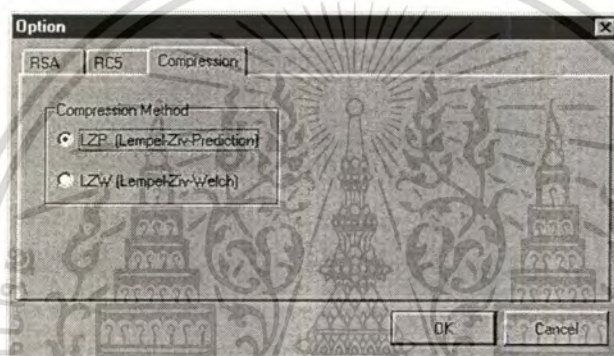 Option
RSA RC5 Compression
Compression Method
LZP (Lempel-Ziv-Prediction)
LZW (Lempel-Ziv-Welch)
OK Cancel